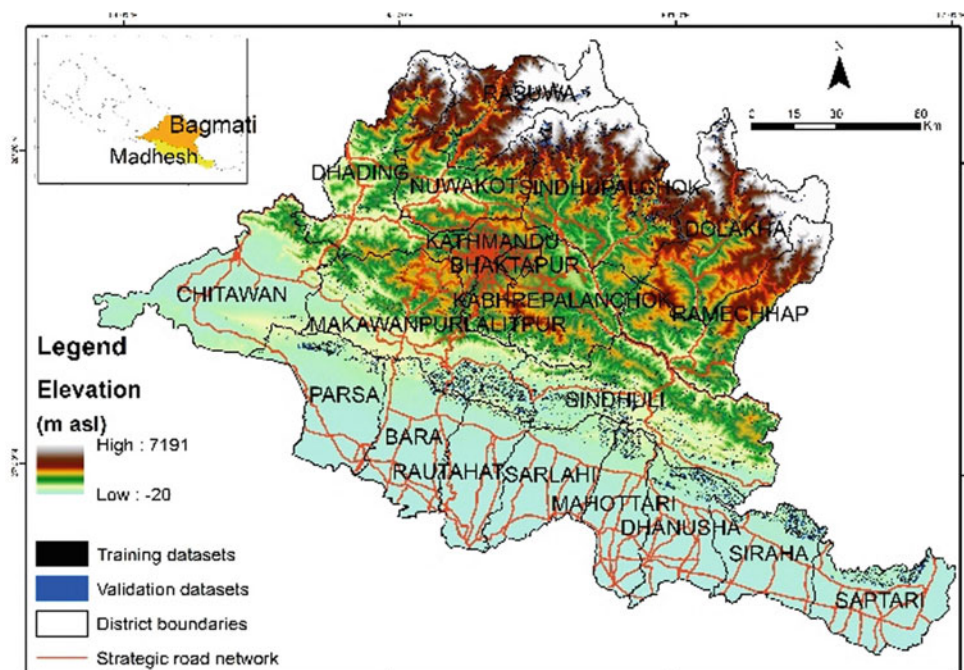 Bagmati
Madhesh
N
0 15 30 60
Km
RASUWA
DHADING
NUWAKOT
SINDHUPALCHOK
DOLAKHA
KATHMANDU
BHAKTAPUR
CHITAWAN
KABHREPALANCHOK
RAMECHHAP
MAKAWANPUR
LALITPUR
SINDHULI
PARSA
BARA
RAUTAHAT
SARLAHI
MAHOTTARI
DHANUSHA
SIRAHA
SAPTARI
Legend
Elevation
(m asl)
High : 7191
Low : -20
Training datasets
Validation datasets
District boundaries
Strategic road network